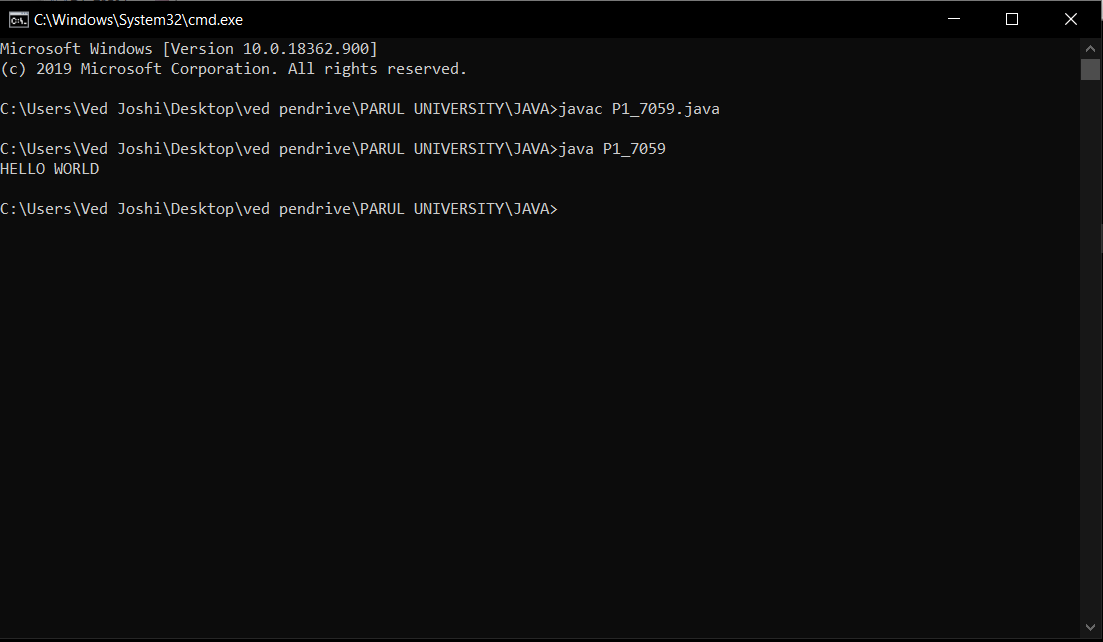 C:\Windows\System32\cmd.exe
Microsoft Windows [Version 10.0.18362.900]
(c) 2019 Microsoft Corporation. All rights reserved.
C:\Users\Ved Joshi\Desktop\ved pendrive\PARUL UNIVERSITY\JAVA>javac P1_7059.java
C:\Users\Ved Joshi\Desktop\ved pendrive\PARUL UNIVERSITY\JAVA>java P1_7059
HELLO WORLD
C:\Users\Ved Joshi\Desktop\ved pendrive\PARUL UNIVERSITY\JAVA>